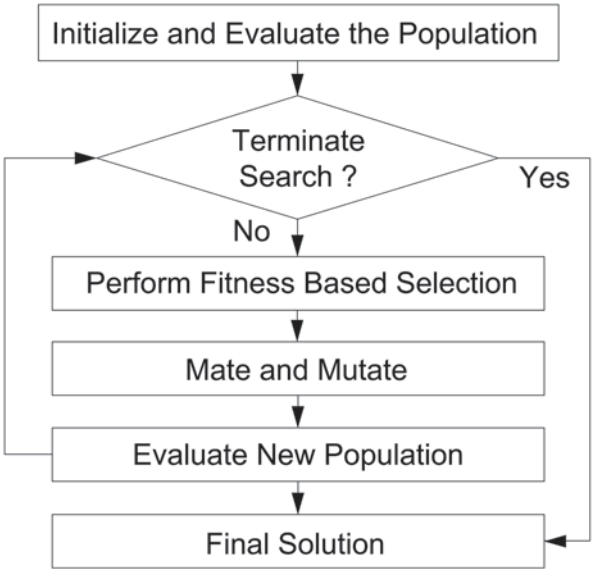 Initialize and Evaluate the Population
Terminate
Search ?
Yes
No
Perform Fitness Based Selection
Mate and Mutate
Evaluate New Population
Final Solution